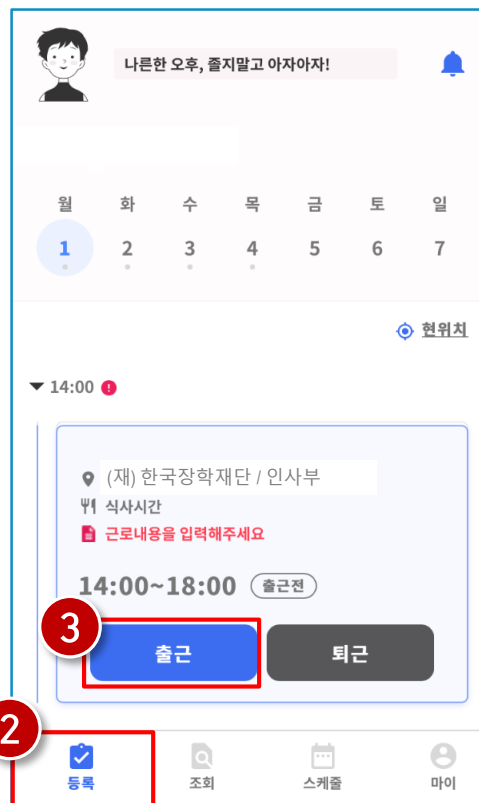 나른한 오후, 졸지말고 아자아자!
월 화 수 목 금 토 일
1 2 3 4 5 6 7
현위치
14:00
(재) 한국장학재단 / 인사부
식사시간
근로내용을 입력해주세요
14:00~18:00 출근전
3
출근 퇴근
2
등록 조회 스케줄 마이